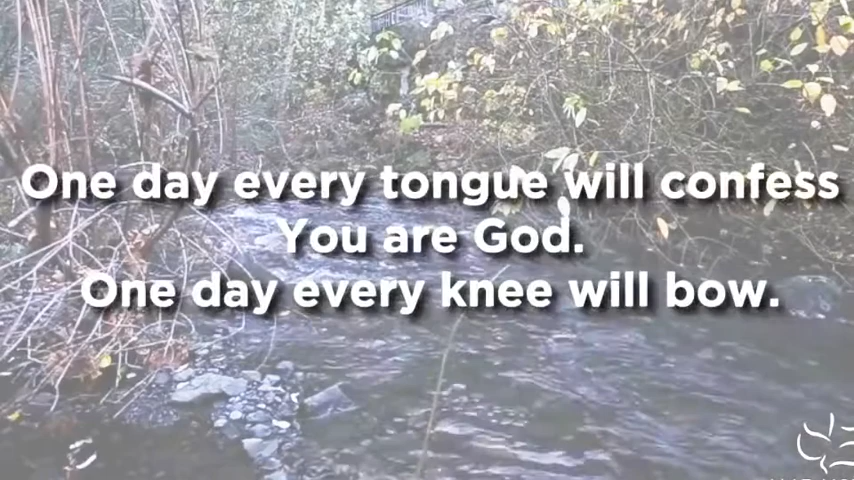 One day every tongue will confess
You are God.
One day every knee will bow.